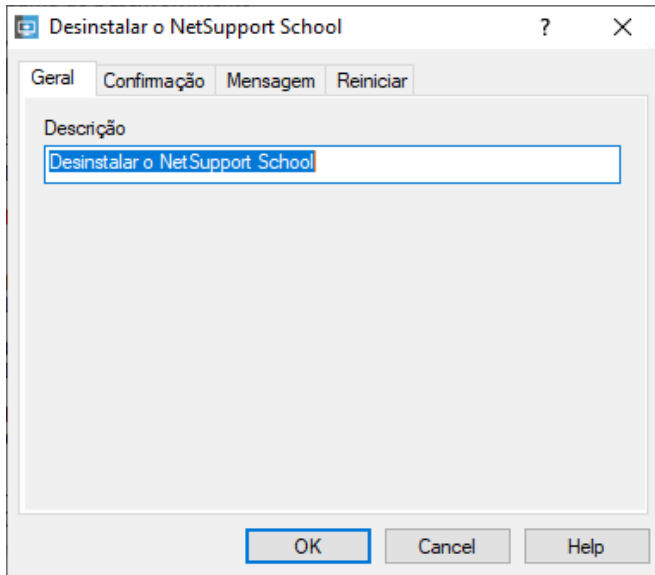 Desinstalar o NetSupport School
?
Geral
Confirmação
Mensagem
Reiniciar
Descrição
Desinstalar o NetSupport School
OK
Cancel
Help